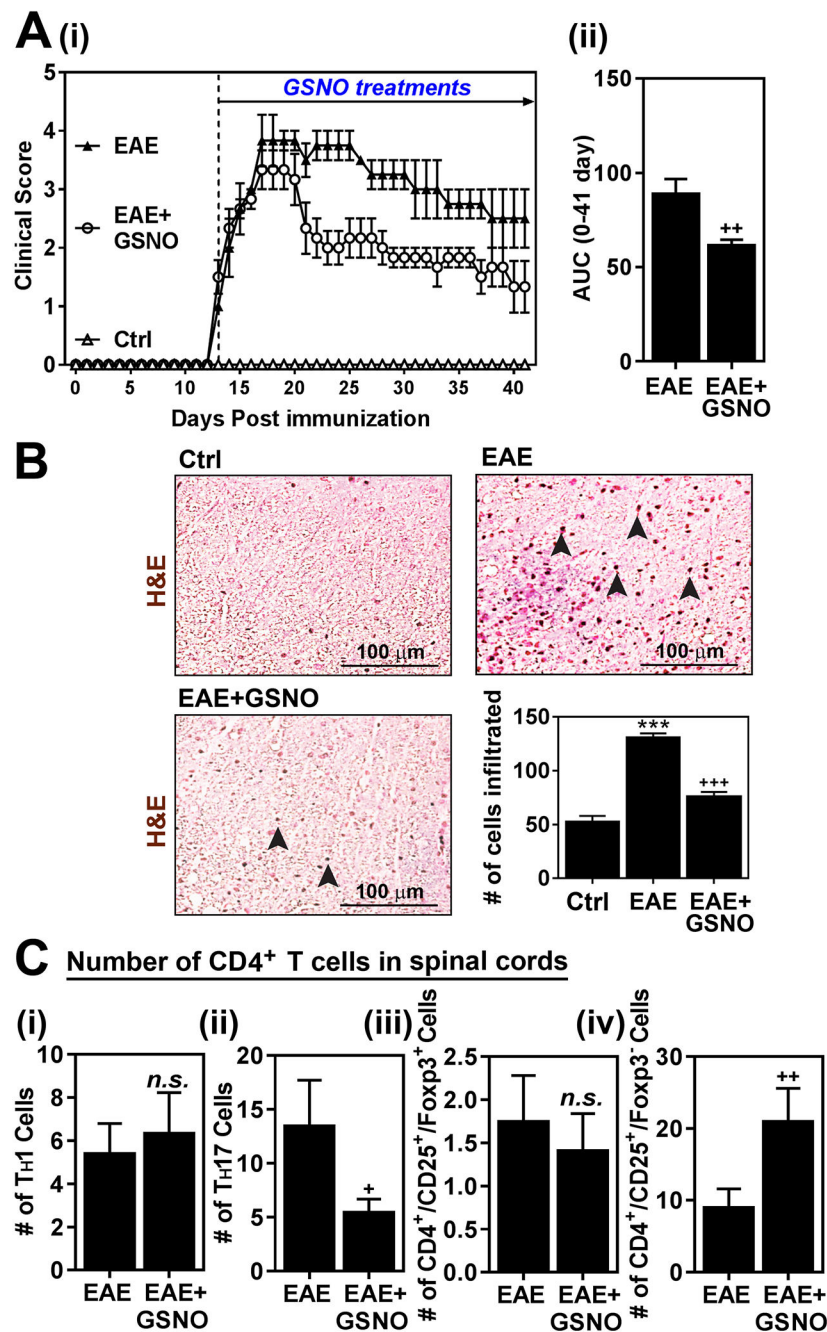 A (i)
(ii)
Clinical Score
5
4
3
2
1
0
GSNO treatments
EAE
EAE+
GSNO
Ctrl
0 5 10 15 20 25 30 35 40
Days Post immunization
AUC (0-41 day)
150
100
50
0
EAE EAE+
GSNO
++
B
Ctrl
EAE
H&E
100 μm
100 μm
EAE+GSNO
H&E
100 μm
# of cells infiltrated
150
100
50
0
***
+++
Ctrl EAE EAE+
GSNO
C Number of CD4⁺ T cells in spinal cords
(i)
# of TH1 Cells
10
8
6
4
2
0
n.s.
EAE EAE+
GSNO
(ii)
# of TH17 Cells
20
15
10
5
0
+
EAE EAE+
GSNO
(iii)
# of CD4⁺/CD25⁺/Foxp3⁺ Cells
2.5
2.0
1.5
1.0
0.5
0.0
n.s.
EAE EAE+
GSNO
(iv)
# of CD4⁺/CD25⁺/Foxp3⁻ Cells
30
20
10
0
++
EAE EAE+
GSNO